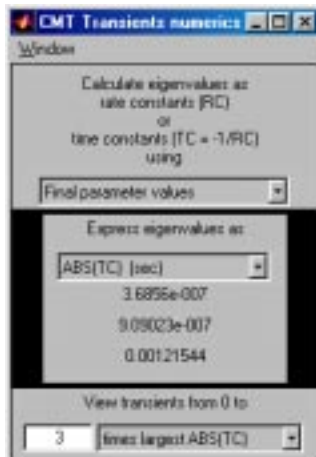 CMT Transients numerics
Window
Calculate eigenvalues as
rate constants (RC)
or
time constants (TC = -1/RC)
using
Final parameter values
Express eigenvalues as
ABS(TC) (sec)
3.6856e-007
9.09023e-007
0.00121544
View transients from 0 to
3 times largest ABS(TC)